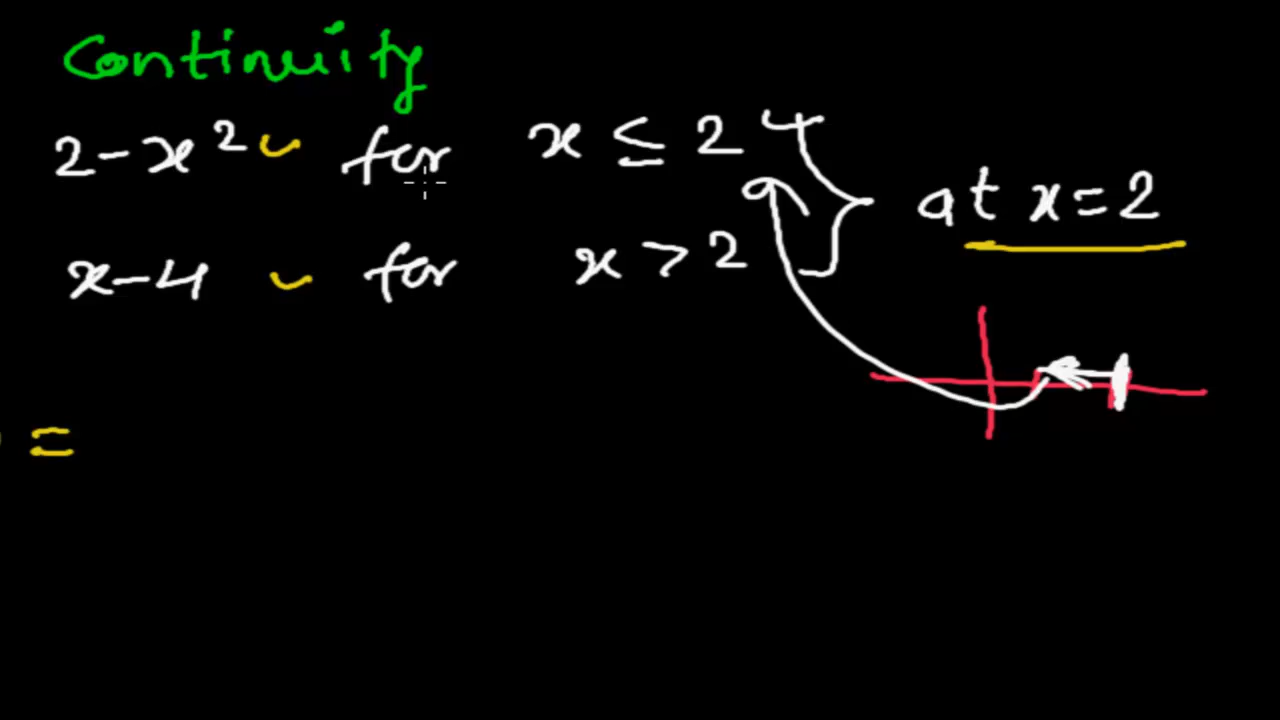 Continuity
2-x² for x ≤ 2
at x=2
x-4 for x > 2
=